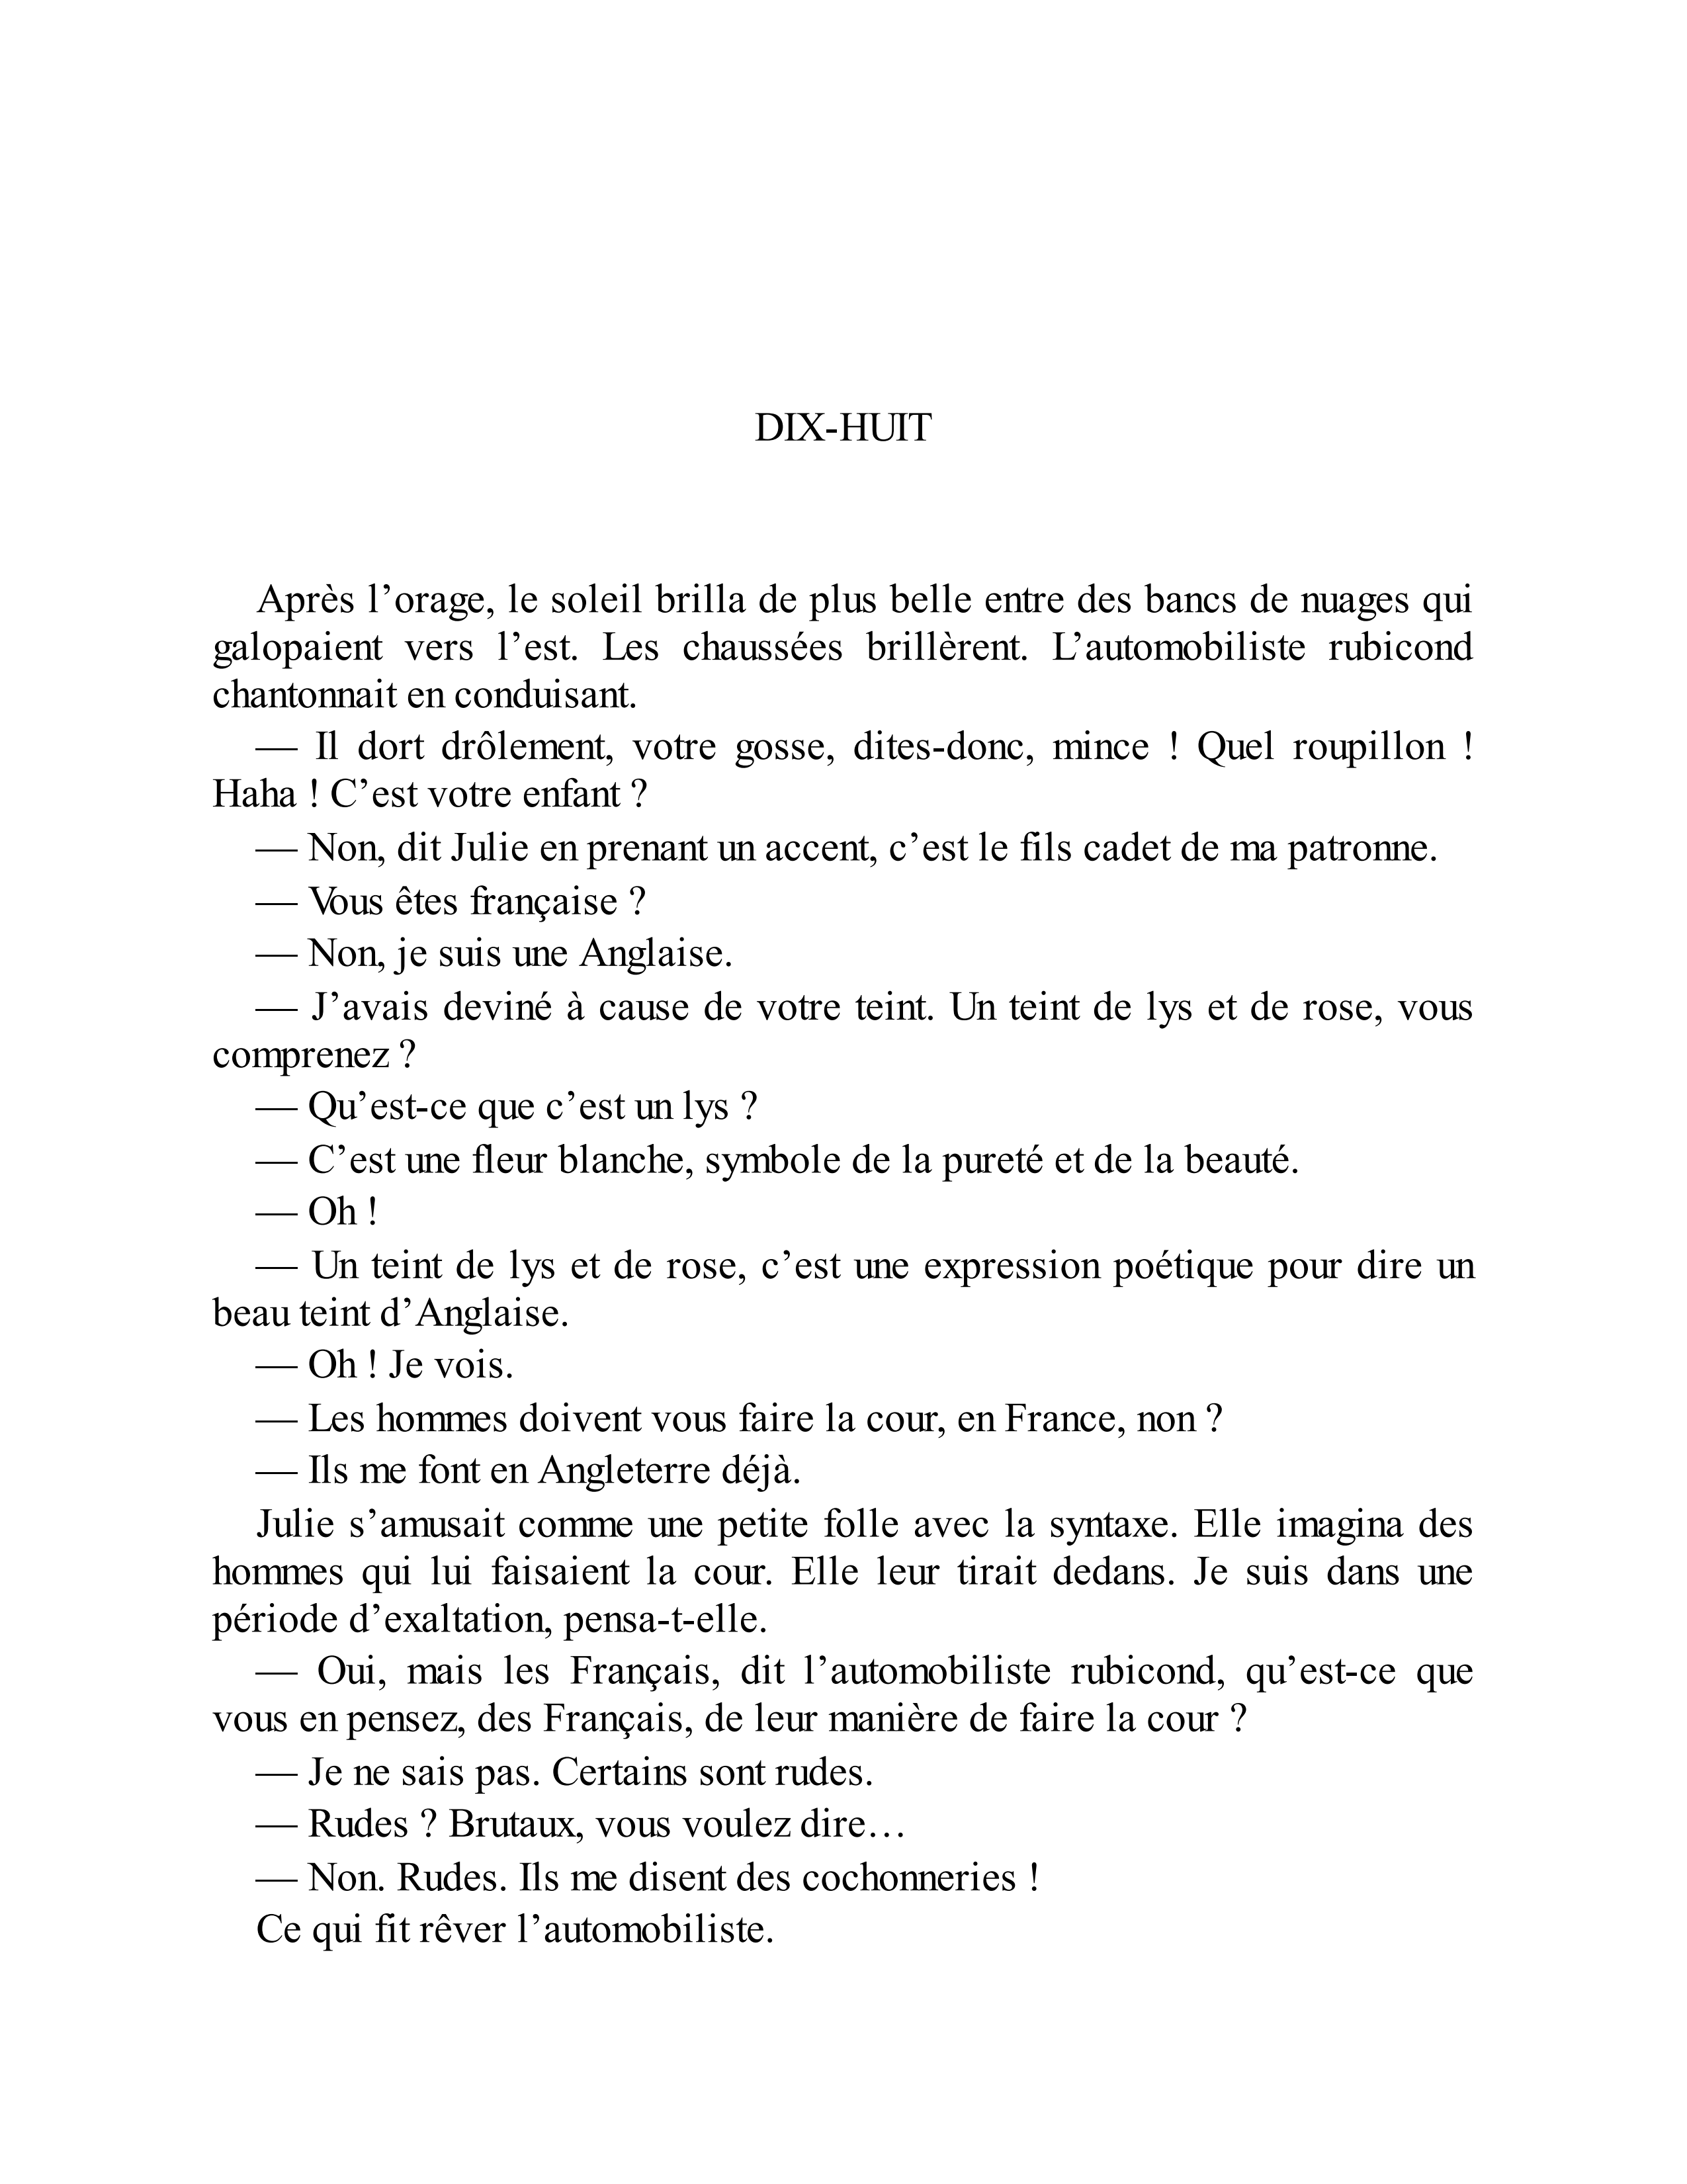 DIX-HUIT
Après l’orage, le soleil brilla de plus belle entre des bancs de nuages qui
galopaient vers l’est. Les chaussées brillèrent. L’automobiliste rubicond
chantonnait en conduisant.
— Il dort drôlement, votre gosse, dites-donc, mince ! Quel roupillon !
Haha ! C’est votre enfant ?
— Non, dit Julie en prenant un accent, c’est le fils cadet de ma patronne.
— Vous êtes française ?
— Non, je suis une Anglaise.
— J’avais deviné à cause de votre teint. Un teint de lys et de rose, vous
comprenez ?
— Qu’est-ce que c’est un lys ?
— C’est une fleur blanche, symbole de la pureté et de la beauté.
— Oh !
— Un teint de lys et de rose, c’est une expression poétique pour dire un
beau teint d’Anglaise.
— Oh ! Je vois.
— Les hommes doivent vous faire la cour, en France, non ?
— Ils me font en Angleterre déjà.
Julie s’amusait comme une petite folle avec la syntaxe. Elle imagina des
hommes qui lui faisaient la cour. Elle leur tirait dedans. Je suis dans une
période d’exaltation, pensa-t-elle.
— Oui, mais les Français, dit l’automobiliste rubicond, qu’est-ce que
vous en pensez, des Français, de leur manière de faire la cour ?
— Je ne sais pas. Certains sont rudes.
— Rudes ? Brutaux, vous voulez dire…
— Non. Rudes. Ils me disent des cochonneries !
Ce qui fit rêver l’automobiliste.